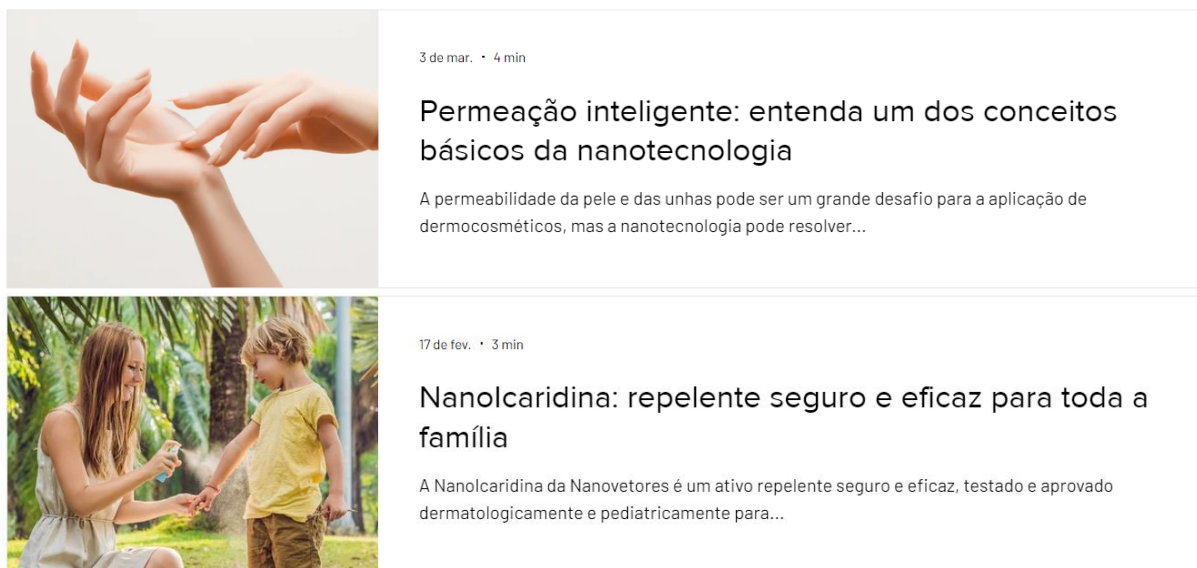 3 de mar. · 4 min
Permeação inteligente: entenda um dos conceitos
básicos da nanotecnologia
A permeabilidade da pele e das unhas pode ser um grande desafio para a aplicação de
dermocosméticos, mas a nanotecnologia pode resolver...
17 de fev. · 3 min
NanoIcaridina: repelente seguro e eficaz para toda a
família
A NanoIcaridina da Nanovetores é um ativo repelente seguro e eficaz, testado e aprovado
dermatologicamente e pediatricamente para...